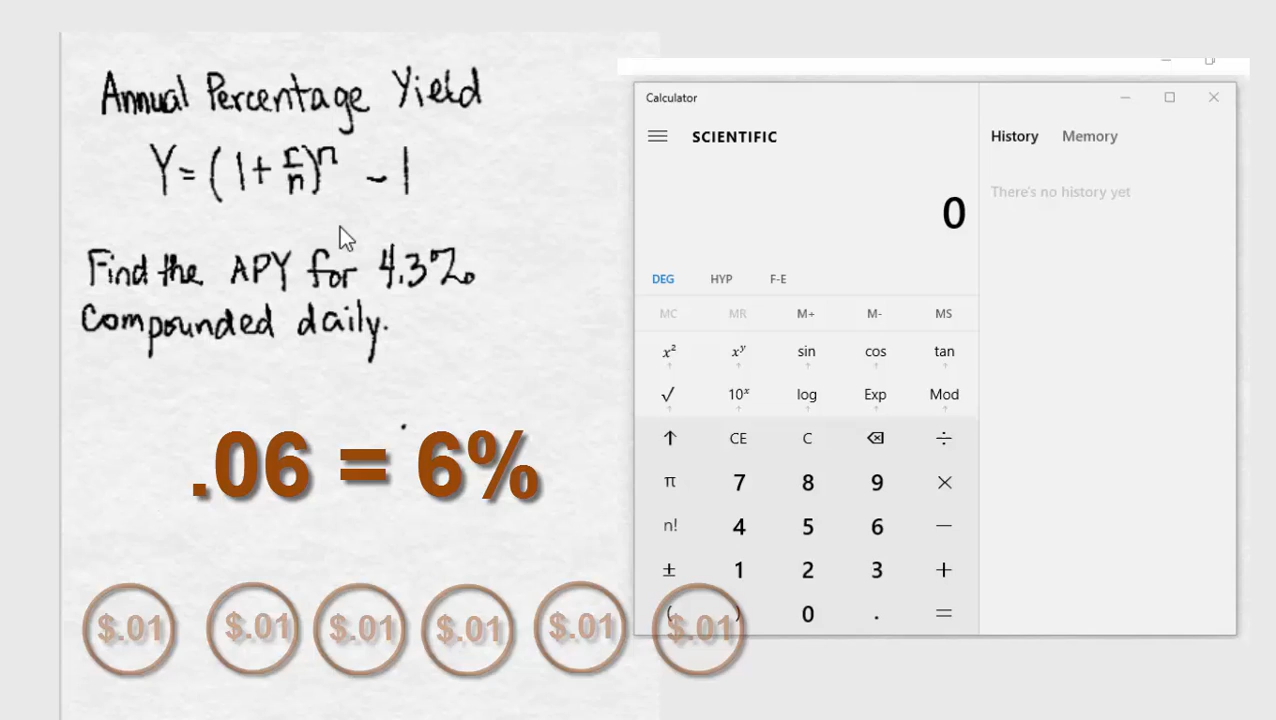 Annual Percentage Yield
Y = (1 + r/n)^n - 1
Find the APY for 4.3%
Compounded daily.
.06 = 6%
$.01 $.01 $.01 $.01 $.01 $.01
Calculator
SCIENTIFIC
0
DEG HYP F-E
MC MR M+ M- MS
x² xʸ sin cos tan
√ 10ˣ log Exp Mod
↑ CE C ⌫ ÷
π 7 8 9 ×
n! 4 5 6 −
± 1 2 3 +
( ) 0 . =
History Memory
There's no history yet